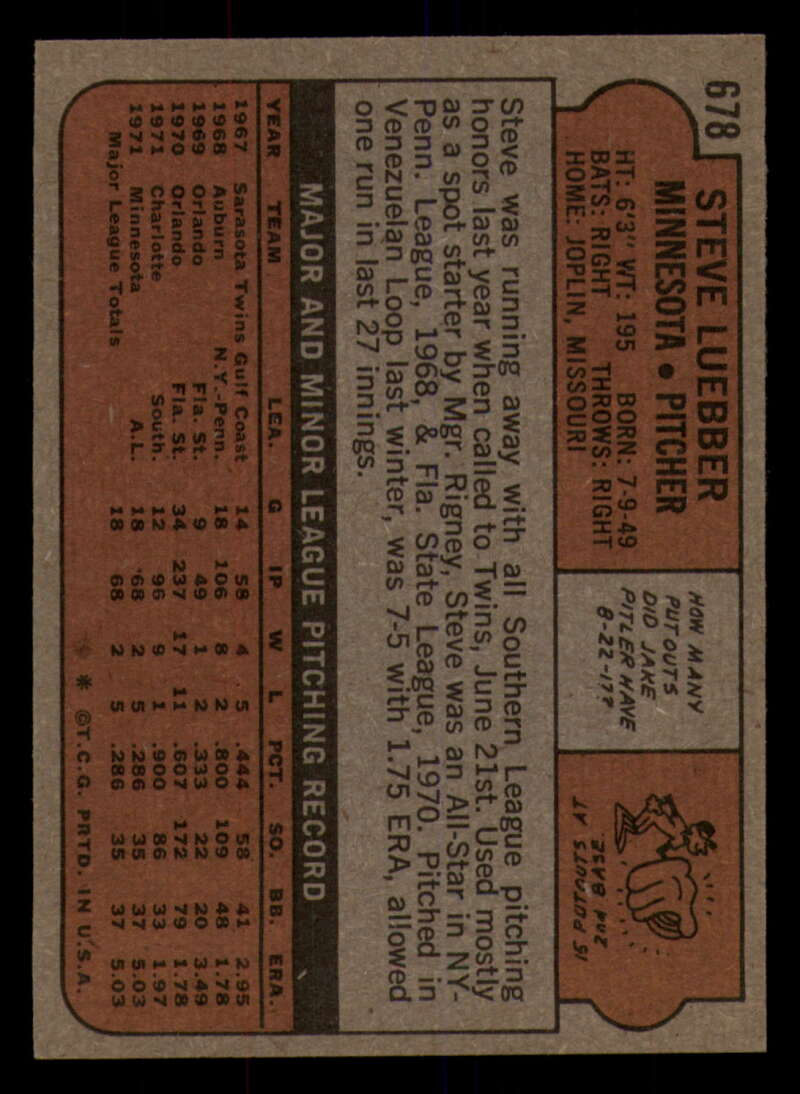 678
STEVE LUEBBER
MINNESOTA • PITCHER
HT: 6'3" WT: 195 BORN: 7-9-49
BATS: RIGHT THROWS: RIGHT
HOME: JOPLIN, MISSOURI
HOW MANY
PUTOUTS
DID JAKE
PITLER HAVE
8-22-17?
15 PUTOUTS AT
2ND BASE
Steve was running away with all Southern League pitching
honors last year when called to Twins, June 21st. Used mostly
as a spot starter by Mgr. Rigney, Steve was an All-Star in NY-
Penn. League, 1968, & Fla. State League, 1970. Pitched in
Venezuelan Loop last winter, was 7-5 with 1.75 ERA, allowed
one run in last 27 innings.
MAJOR AND MINOR LEAGUE PITCHING RECORD
YEAR TEAM LEA. G IP W L PCT. SO. BB. ERA.
1967 Sarasota Twins Gulf Coast 14 58 4 5 .444 58 41 2.95
1968 Auburn N.Y.-Penn. 18 106 8 2 .800 109 48 1.78
1969 Orlando Fla. St. 9 49 1 2 .333 22 20 3.49
1970 Orlando Fla. St. 34 237 17 11 .607 172 79 1.78
1971 Charlotte South. 12 96 9 1 .900 86 33 1.97
1971 Minnesota A.L. 18 68 2 5 .286 35 37 5.03
Major League Totals 18 68 2 5 .286 35 37 5.03
* ©T.C.G. PRTD. IN U.S.A.